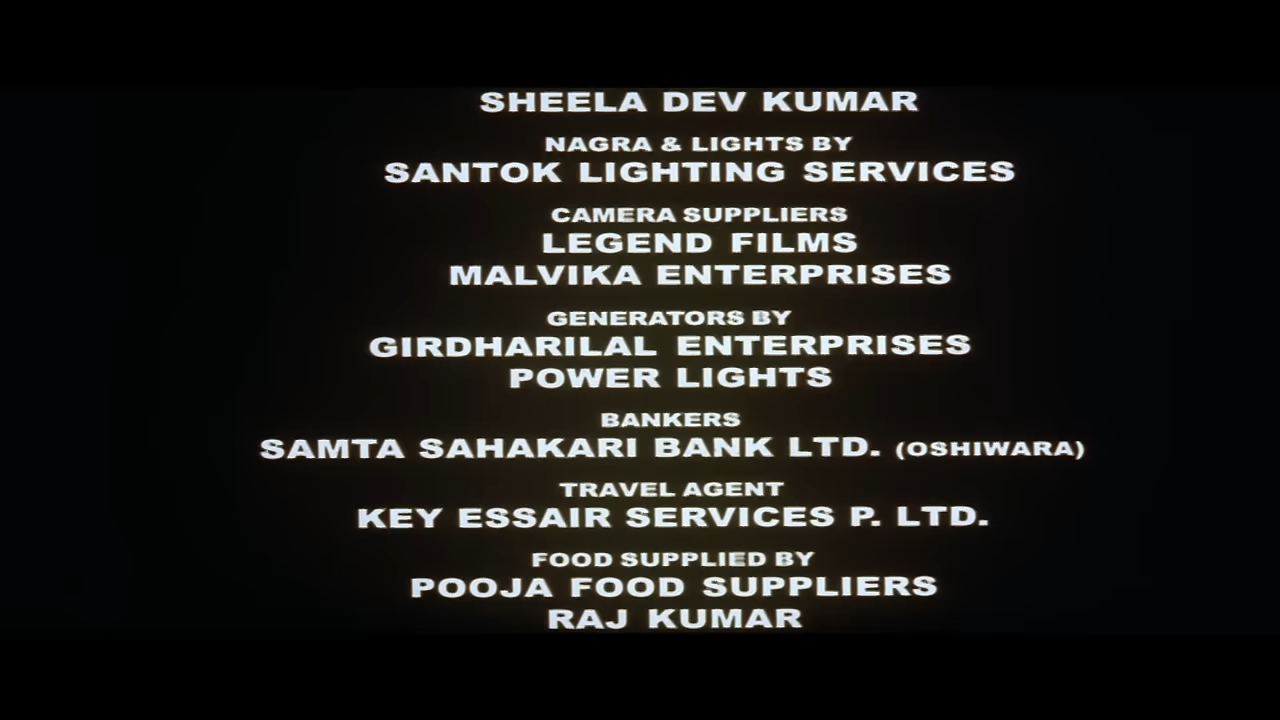 SHEELA DEV KUMAR
NAGRA & LIGHTS BY
SANTOK LIGHTING SERVICES
CAMERA SUPPLIERS
LEGEND FILMS
MALVIKA ENTERPRISES
GENERATORS BY
GIRDHARILAL ENTERPRISES
POWER LIGHTS
BANKERS
SAMTA SAHAKARI BANK LTD. (OSHIWARA)
TRAVEL AGENT
KEY ESSAIR SERVICES P. LTD.
FOOD SUPPLIED BY
POOJA FOOD SUPPLIERS
RAJ KUMAR